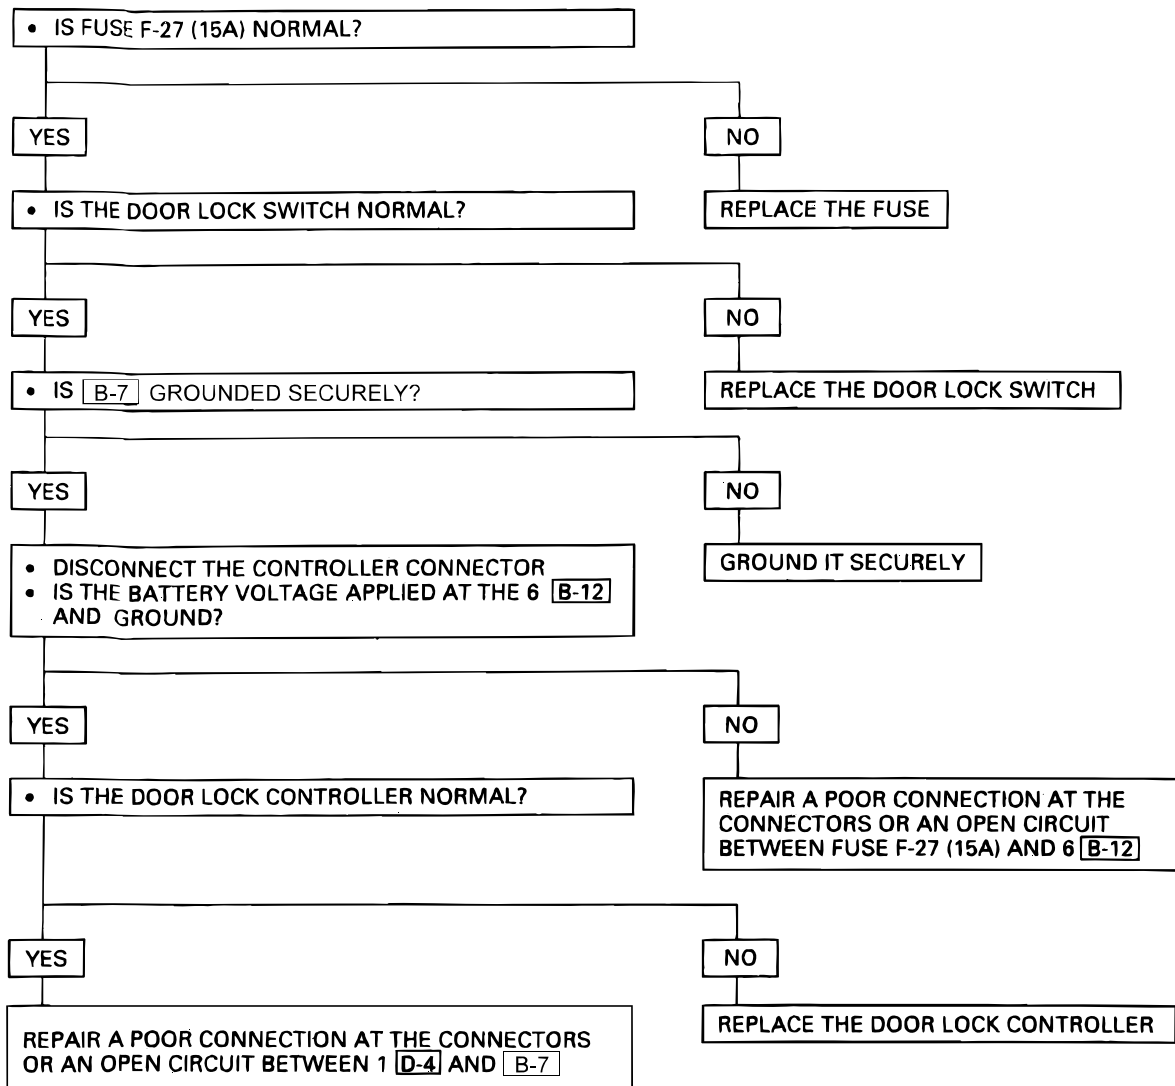 • IS FUSE F-27 (15A) NORMAL?
YES
NO
• IS THE DOOR LOCK SWITCH NORMAL?
REPLACE THE FUSE
YES
NO
• IS B-7 GROUNDED SECURELY?
REPLACE THE DOOR LOCK SWITCH
YES
NO
• DISCONNECT THE CONTROLLER CONNECTOR
• IS THE BATTERY VOLTAGE APPLIED AT THE 6 B-12
AND GROUND?
GROUND IT SECURELY
YES
NO
• IS THE DOOR LOCK CONTROLLER NORMAL?
REPAIR A POOR CONNECTION AT THE
CONNECTORS OR AN OPEN CIRCUIT
BETWEEN FUSE F-27 (15A) AND 6 B-12
YES
NO
REPAIR A POOR CONNECTION AT THE CONNECTORS
OR AN OPEN CIRCUIT BETWEEN 1 D-4 AND B-7
REPLACE THE DOOR LOCK CONTROLLER